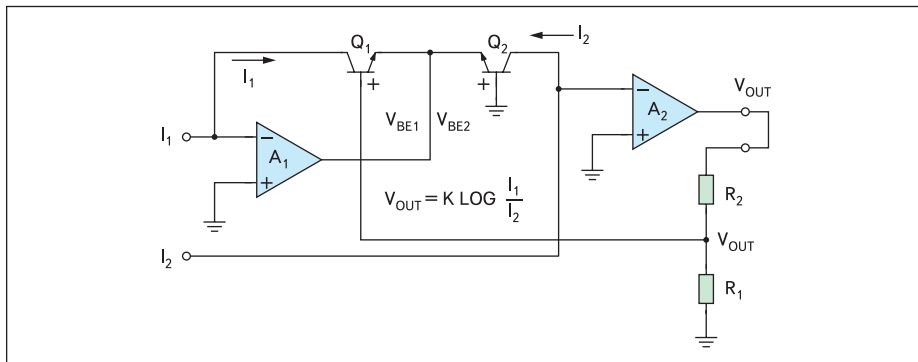 Q1 Q2
I2
I1
VBE1 VBE2
I1
− A1 +
− A2 +
VOUT
+ +
VOUT = K LOG I1/I2
R2
VOUT
I2
R1